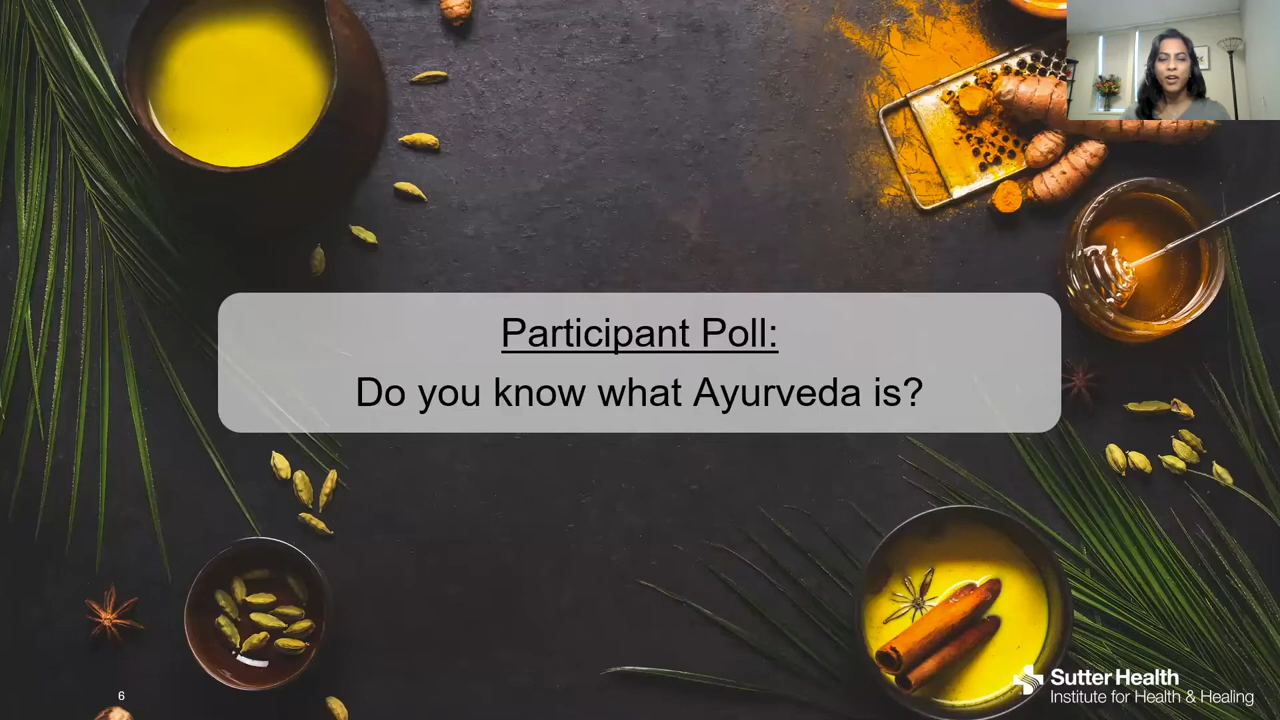 Participant Poll:
Do you know what Ayurveda is?
6
Sutter Health
Institute for Health & Healing